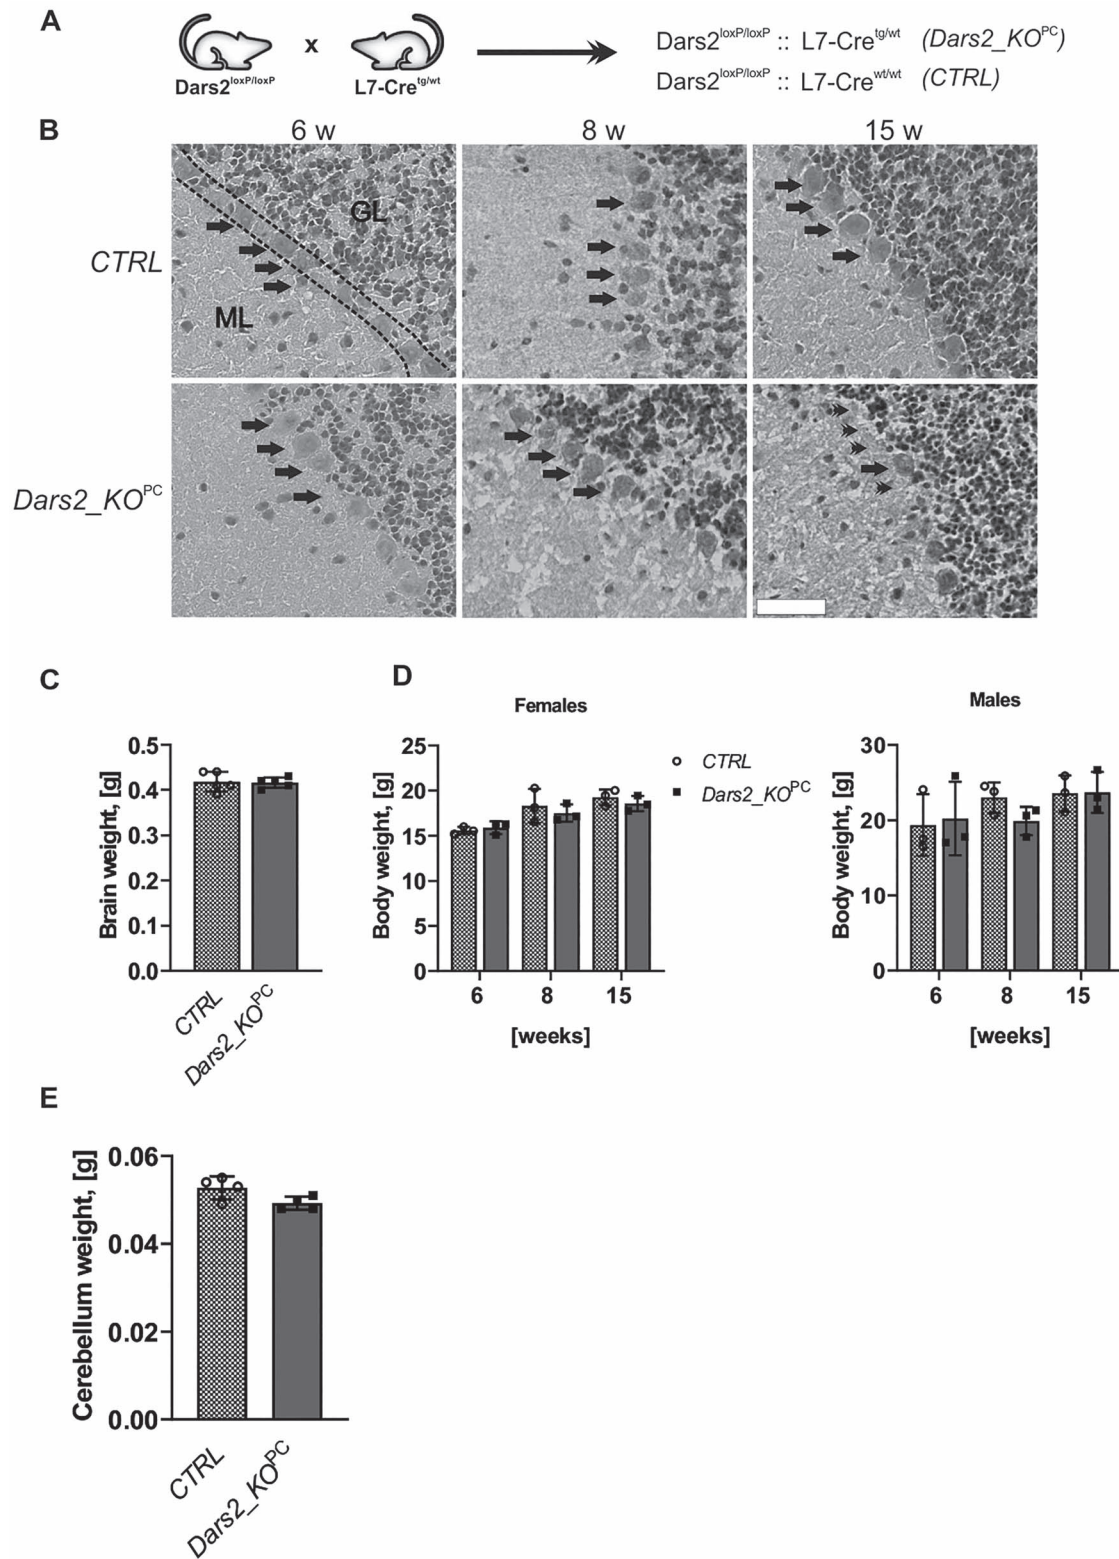 A
x
Dars2loxP/loxP
L7-Cretg/wt
Dars2loxP/loxP :: L7-Cretg/wt (Dars2_KOPC)
Dars2loxP/loxP :: L7-Crewt/wt (CTRL)
B
6 w
8 w
15 w
CTRL
GL
ML
Dars2_KOPC
C
Brain weight, [g]
0.5
0.4
0.3
0.2
0.1
0.0
CTRL
Dars2_KOPC
D
Females
Body weight, [g]
25
20
15
10
5
0
6 8 15
[weeks]
CTRL
Dars2_KOPC
Males
Body weight, [g]
30
20
10
0
6 8 15
[weeks]
E
Cerebellum weight, [g]
0.06
0.04
0.02
0.00
CTRL
Dars2_KOPC